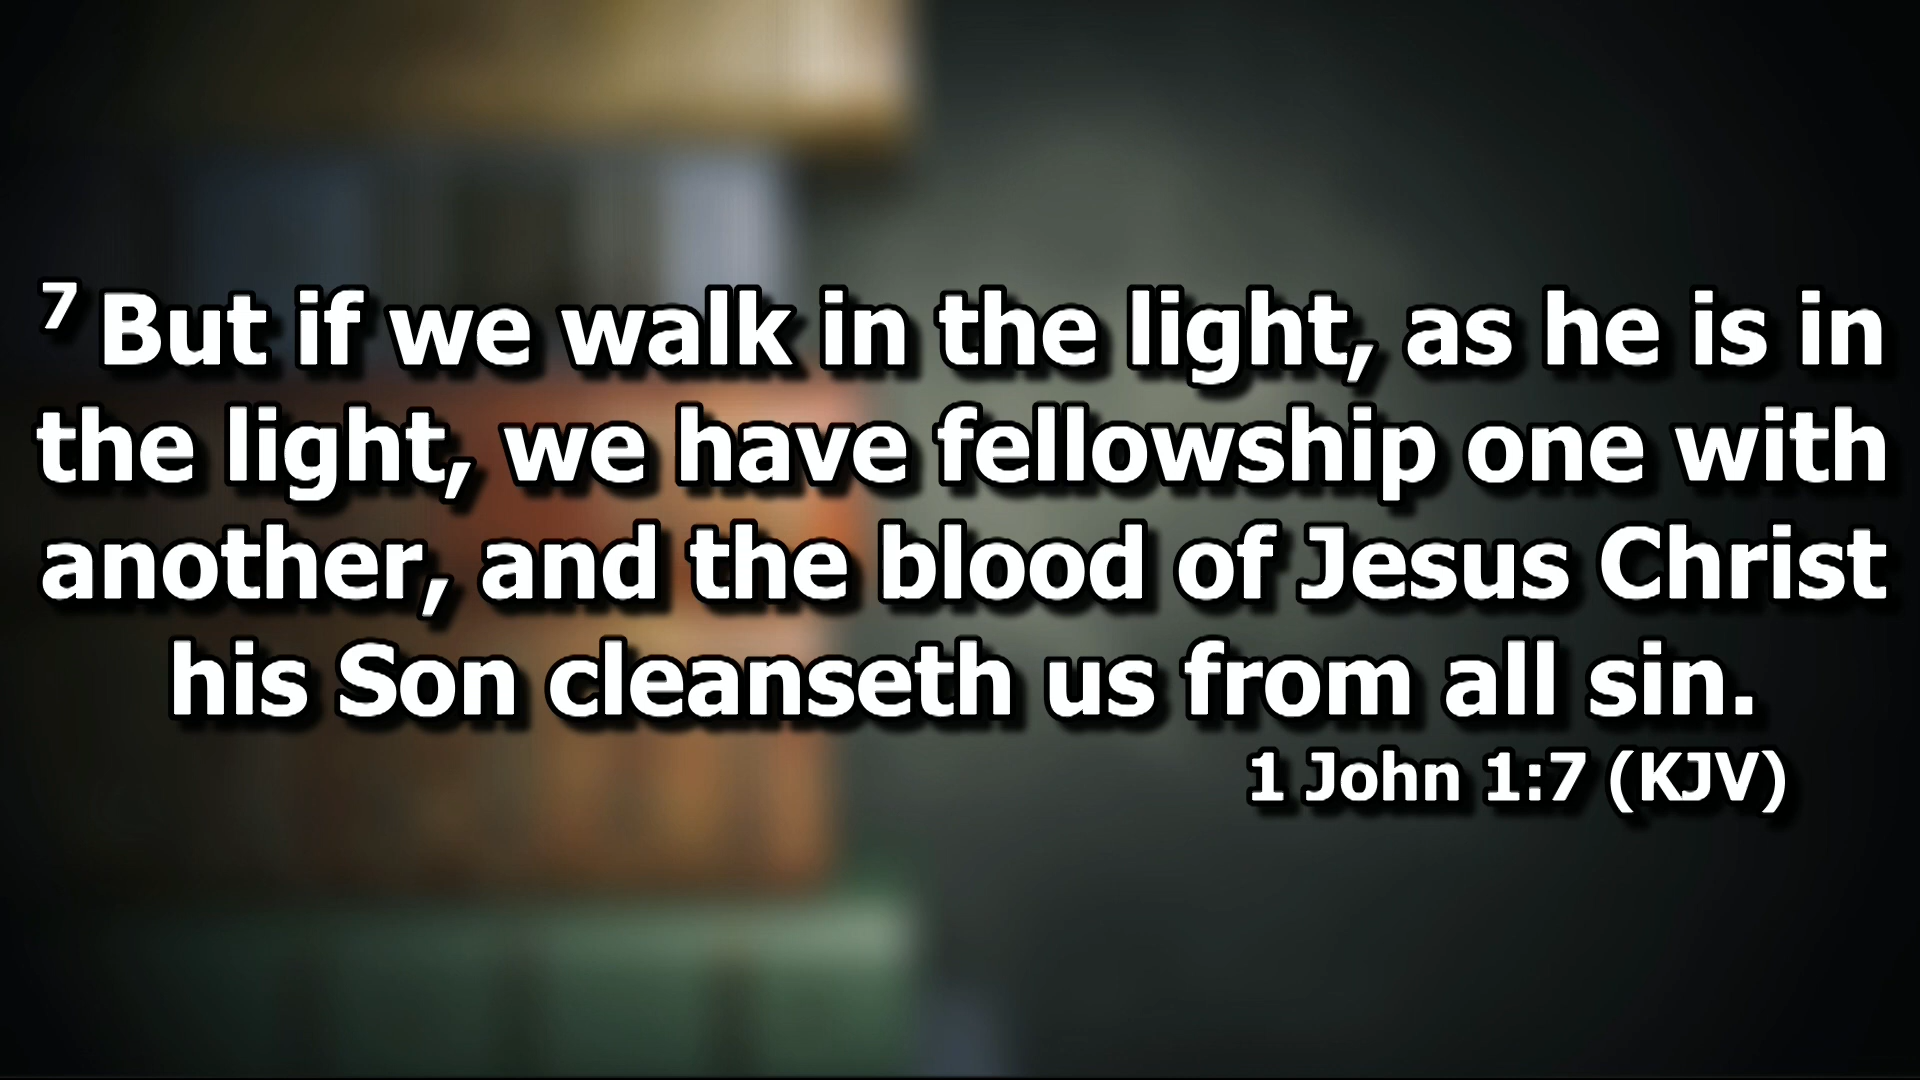 ⁷ But if we walk in the light, as he is in
the light, we have fellowship one with
another, and the blood of Jesus Christ
his Son cleanseth us from all sin.
1 John 1:7 (KJV)